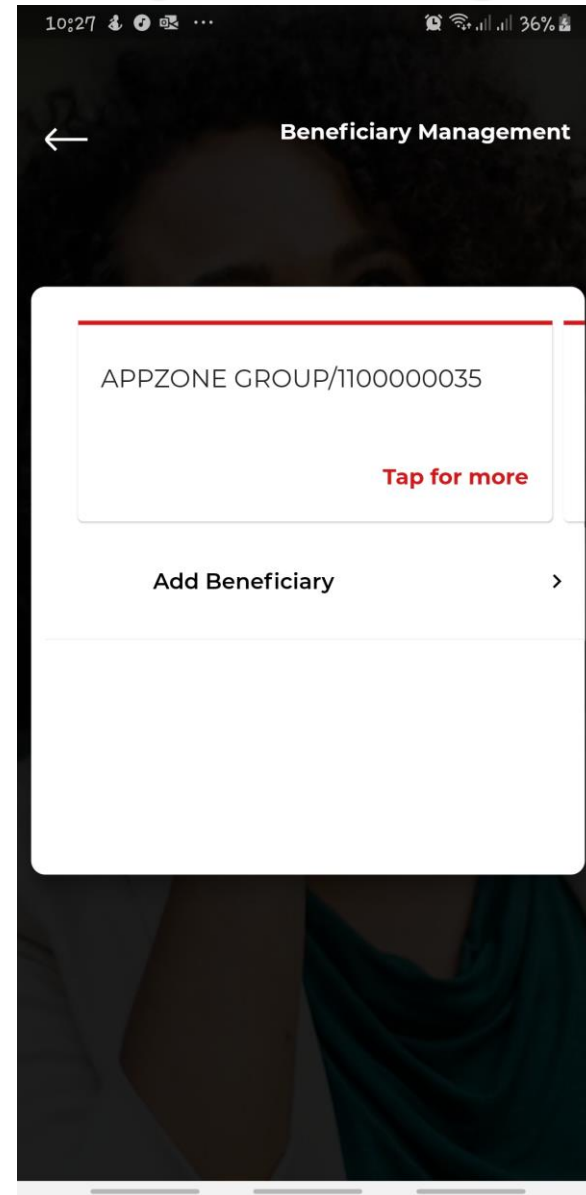 10:27 ... 36%
Beneficiary Management
APPZONE GROUP/1100000035
Tap for more
Add Beneficiary